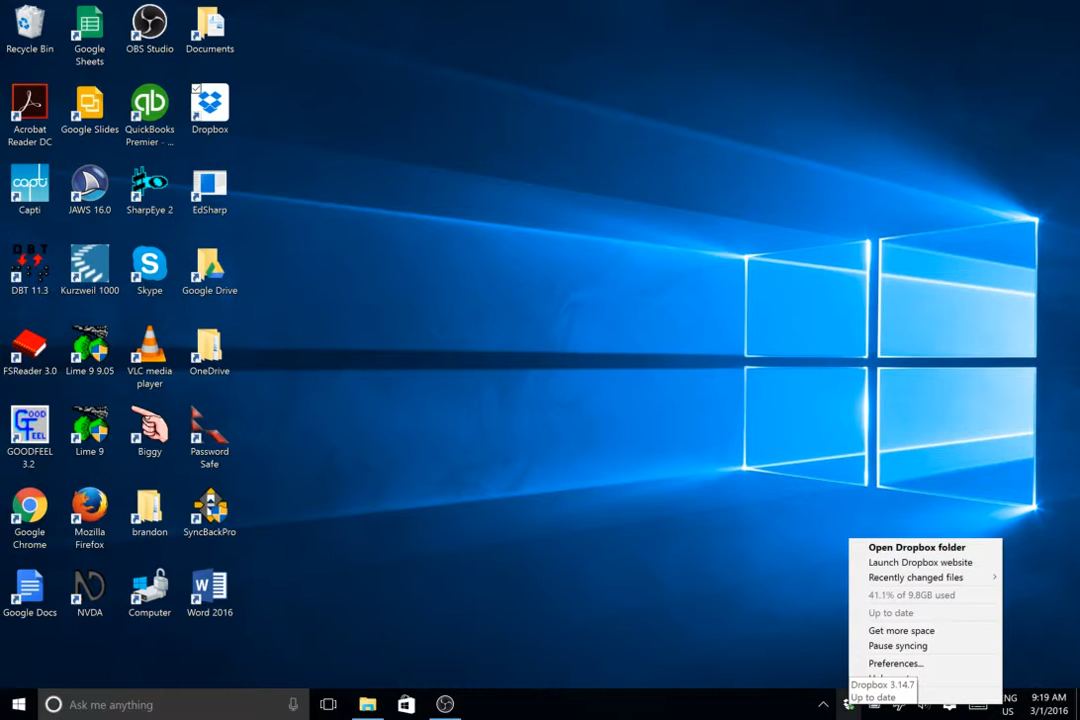 Recycle Bin
Google
Sheets
OBS Studio
Documents
Acrobat
Reader DC
Google Slides
QuickBooks
Premier - ...
Dropbox
capti
Capti
JAWS 16.0
SharpEye 2
EdSharp
DBT
DBT 11.3
Kurzweil 1000
Skype
Google Drive
FSReader 3.0
Lime 9 9.05
VLC media
player
OneDrive
GOOD
FEEL
GOODFEEL
3.2
Lime 9
Biggy
Password
Safe
Google
Chrome
Mozilla
Firefox
brandon
SyncBackPro
Google Docs
NVDA
Computer
Word 2016
Open Dropbox folder
Launch Dropbox website
Recently changed files
41.1% of 9.8GB used
Up to date
Get more space
Pause syncing
Preferences...
Dropbox 3.14.7
Up to date
Ask me anything
US
9:19 AM
3/1/2016